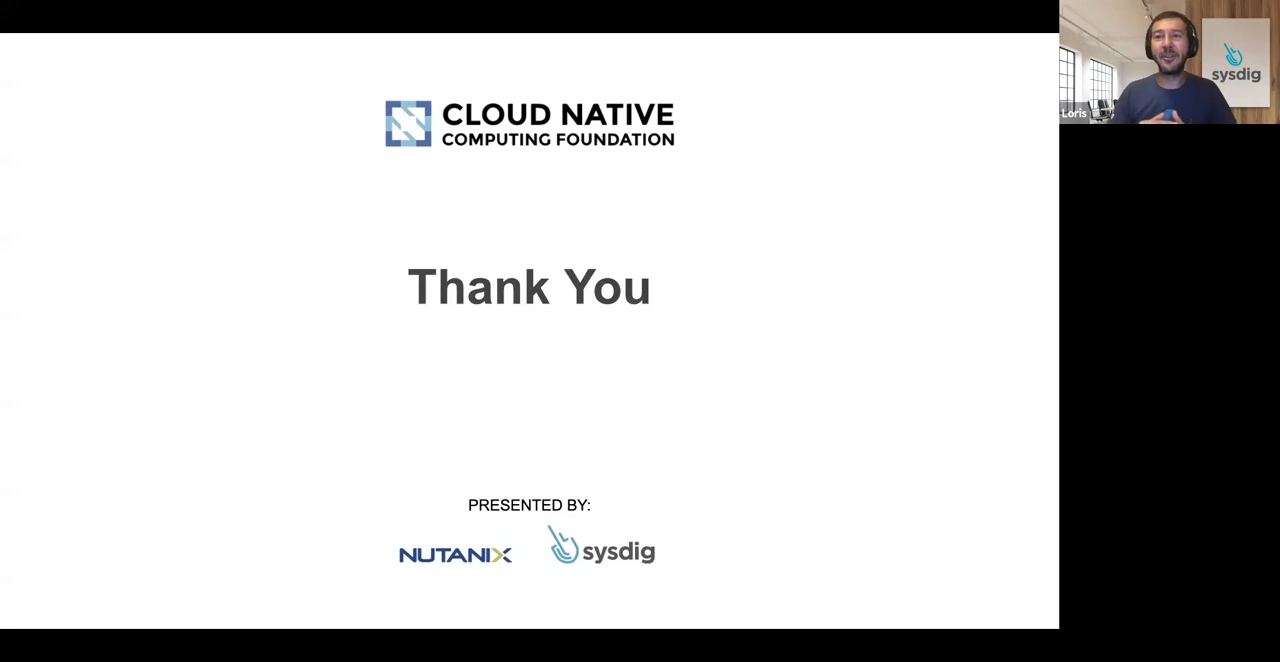 CLOUD NATIVE
COMPUTING FOUNDATION
Thank You
PRESENTED BY:
NUTANIX
sysdig
sysdig
Loris